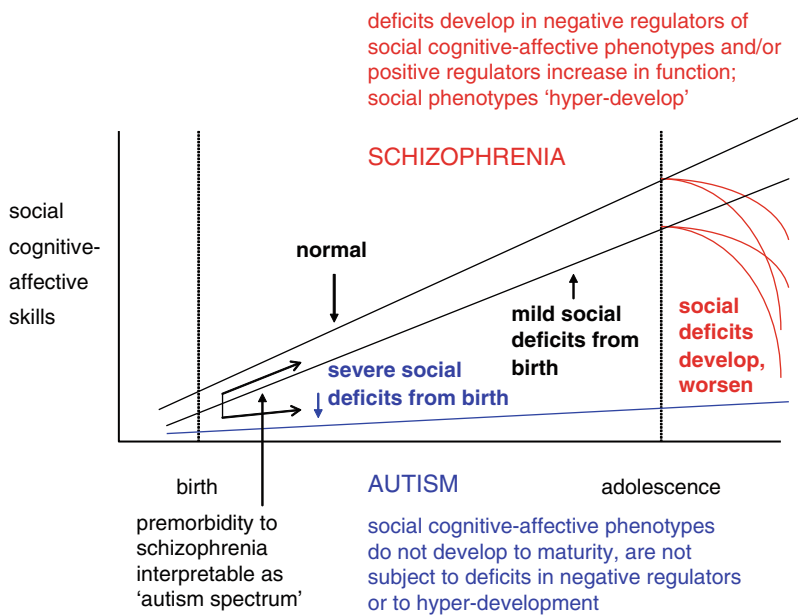 deficits develop in negative regulators of
social cognitive-affective phenotypes and/or
positive regulators increase in function;
social phenotypes ‘hyper-develop’
SCHIZOPHRENIA
social
cognitive-
affective
skills
normal
mild social
deficits from
birth
social
deficits
develop,
worsen
severe social
deficits from birth
birth
AUTISM
adolescence
premorbidity to
schizophrenia
interpretable as
‘autism spectrum’
social cognitive-affective phenotypes
do not develop to maturity, are not
subject to deficits in negative regulators
or to hyper-development